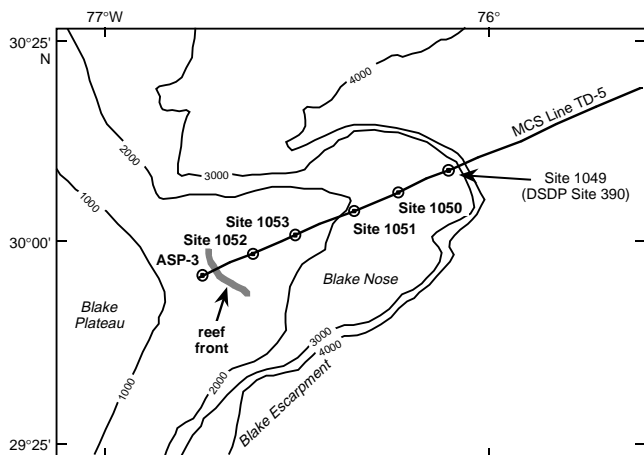 77°W
76°
30°25'
N
4000
MCS Line TD-5
2000
3000
1000
Site 1049
(DSDP Site 390)
Site 1050
Site 1053
Site 1051
Site 1052
30°00'
ASP-3
Blake Nose
Blake
Plateau
reef
front
3000
4000
1000
2000
Blake Escarpment
29°25'